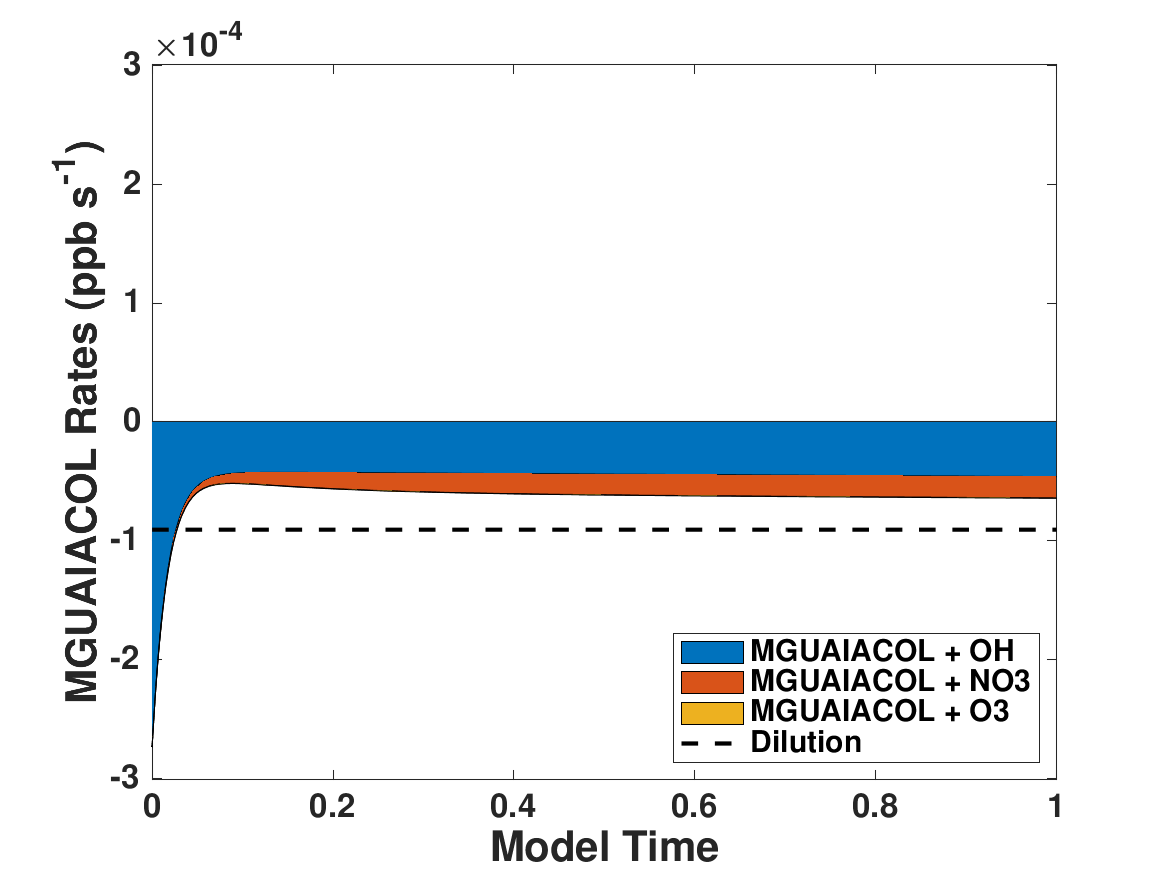 ×10-4
3
2
1
0
-1
-2
-3
MGUAIACOL Rates (ppb s-1)
MGUAIACOL + OH
MGUAIACOL + NO3
MGUAIACOL + O3
Dilution
0 0.2 0.4 0.6 0.8 1
Model Time